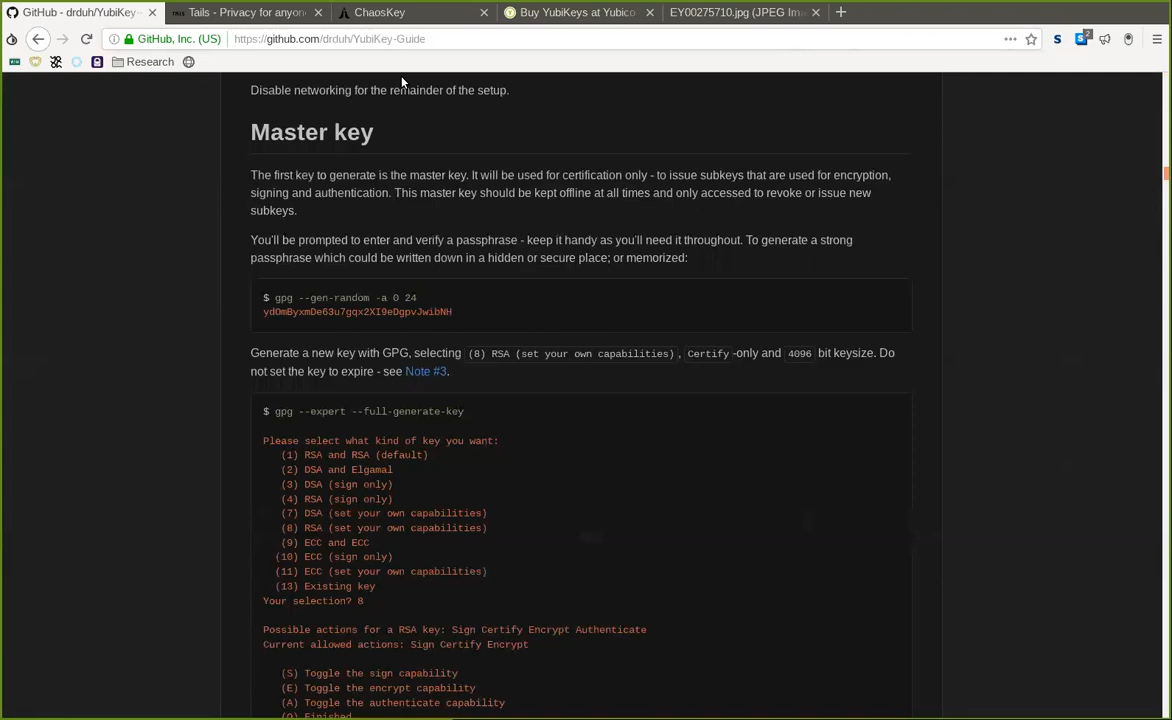 GitHub - drduh/YubiKey-
Tails - Privacy for anyon
ChaosKey
Buy YubiKeys at Yubico
EY00275710.jpg (JPEG Im
GitHub, Inc. (US)
https://github.com/drduh/YubiKey-Guide
S
2
Research
Disable networking for the remainder of the setup.
Master key
The first key to generate is the master key. It will be used for certification only - to issue subkeys that are used for encryption,
signing and authentication. This master key should be kept offline at all times and only accessed to revoke or issue new
subkeys.
You'll be prompted to enter and verify a passphrase - keep it handy as you'll need it throughout. To generate a strong
passphrase which could be written down in a hidden or secure place; or memorized:
$ gpg --gen-random -a 0 24
ydOmByxmDe63u7gqx2XI9eDgpvJwibNH
Generate a new key with GPG, selecting (8) RSA (set your own capabilities) , Certify -only and 4096 bit keysize. Do
not set the key to expire - see Note #3.
$ gpg --expert --full-generate-key
Please select what kind of key you want:
(1) RSA and RSA (default)
(2) DSA and Elgamal
(3) DSA (sign only)
(4) RSA (sign only)
(7) DSA (set your own capabilities)
(8) RSA (set your own capabilities)
(9) ECC and ECC
(10) ECC (sign only)
(11) ECC (set your own capabilities)
(13) Existing key
Your selection? 8
Possible actions for a RSA key: Sign Certify Encrypt Authenticate
Current allowed actions: Sign Certify Encrypt
(S) Toggle the sign capability
(E) Toggle the encrypt capability
(A) Toggle the authenticate capability
(Q) Finished